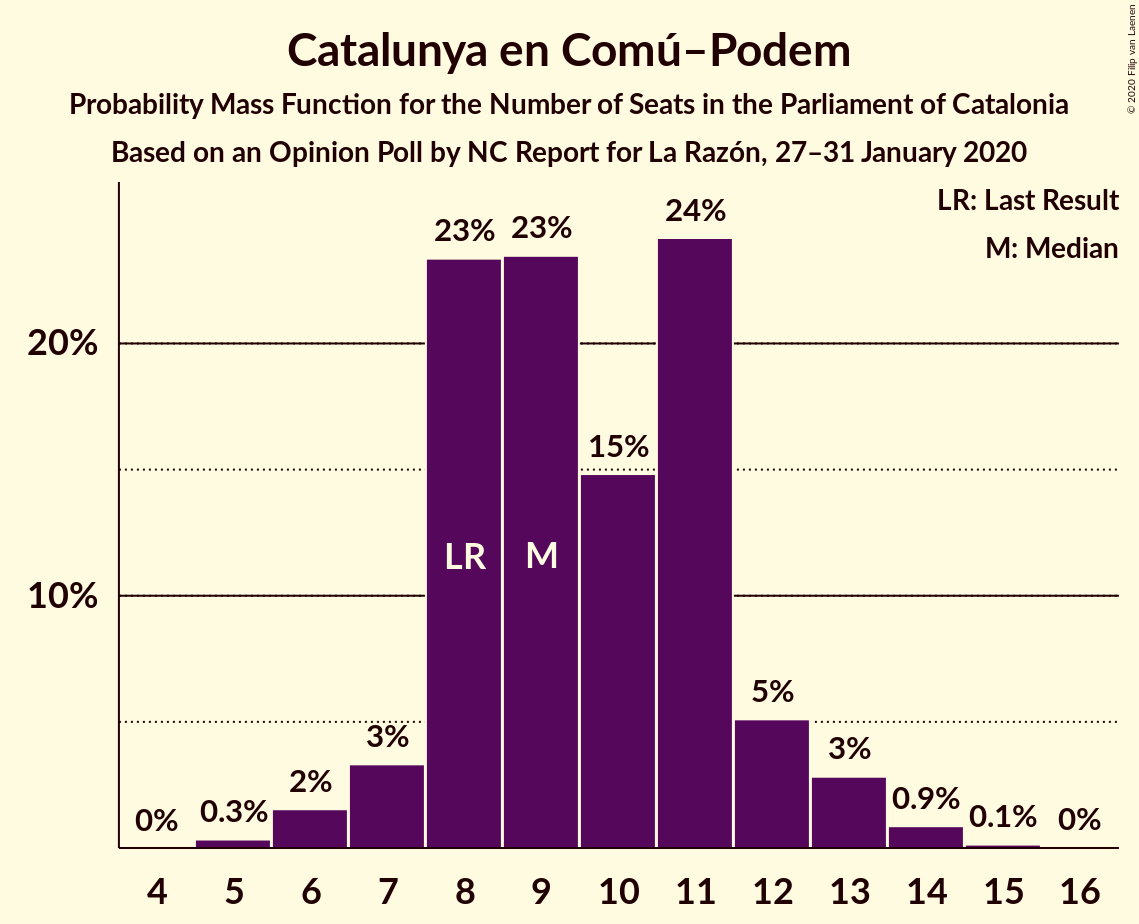 Catalunya en Comú–Podem
Probability Mass Function for the Number of Seats in the Parliament of Catalonia
Based on an Opinion Poll by NC Report for La Razón, 27–31 January 2020
© 2020 Filip van Laenen
LR: Last Result
M: Median
20%
10%
0%
0.3%
2%
3%
23%
23%
15%
24%
5%
3%
0.9%
0.1%
0%
LR
M
4 5 6 7 8 9 10 11 12 13 14 15 16